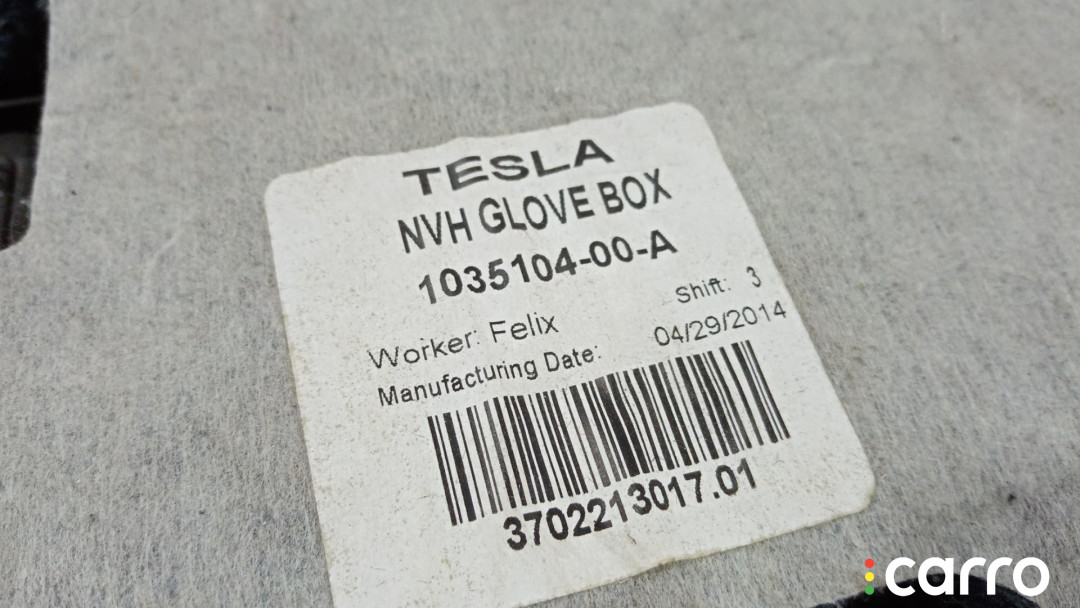 TESLA
NVH GLOVE BOX
1035104-00-A
Shift: 3
Worker: Felix
Manufacturing Date: 04/29/2014
3702213017.01
carro